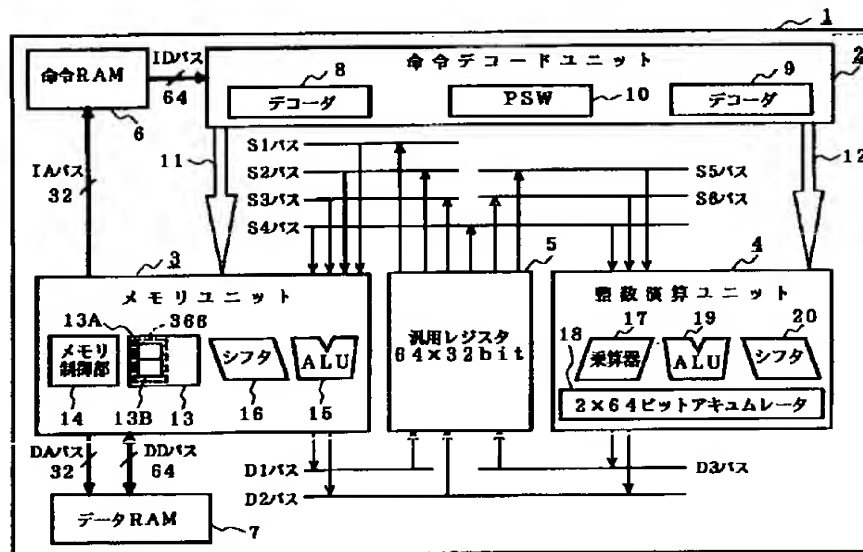 1
IDバス
64
命令RAM
6
命令デコードユニット
2
8
デコーダ
PSW
10
9
デコーダ
11
12
IAバス
32
S1バス
S2バス
S3バス
S4バス
S5バス
S6バス
3
メモリユニット
13A
36B
メモリ
制御部
14
13B
13
シフタ
16
ALU
15
5
汎用レジスタ
64×32bit
4
整数演算ユニット
17
乗算器
19
ALU
20
シフタ
18
2×64ビットアキュムレータ
DAバス
32
DDバス
64
D1バス
D2バス
D3バス
データRAM
7